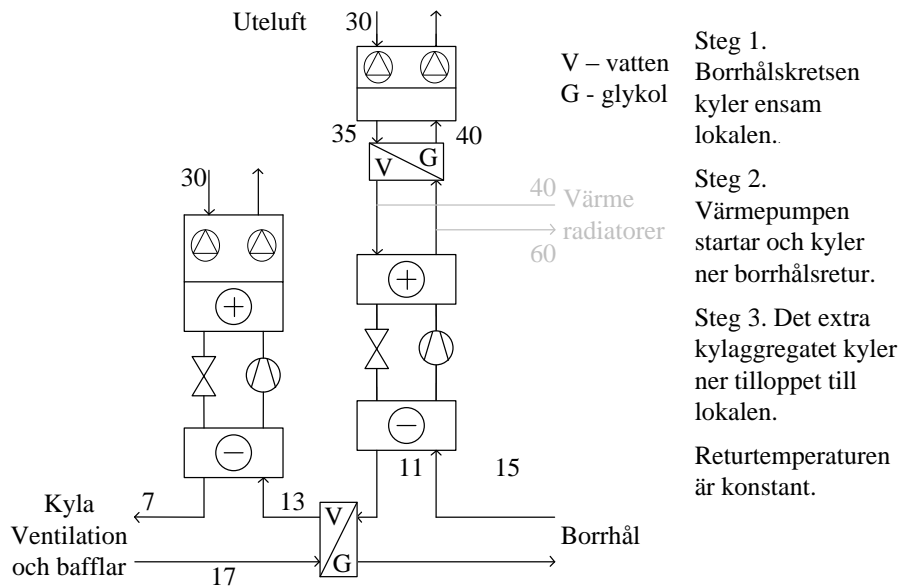 Uteluft
30
V – vatten
G - glykol
35
40
V
G
30
40
Värme
radiatorer
60
11
15
7
13
Kyla
Ventilation
och bafflar
17
V
G
Borrhål
Steg 1.
Borrhålskretsen
kyler ensam
lokalen..
Steg 2.
Värmepumpen
startar och kyler
ner borrhålsretur.
Steg 3. Det extra
kylaggregatet kyler
ner tilloppet till
lokalen.
Returtemperaturen
är konstant.